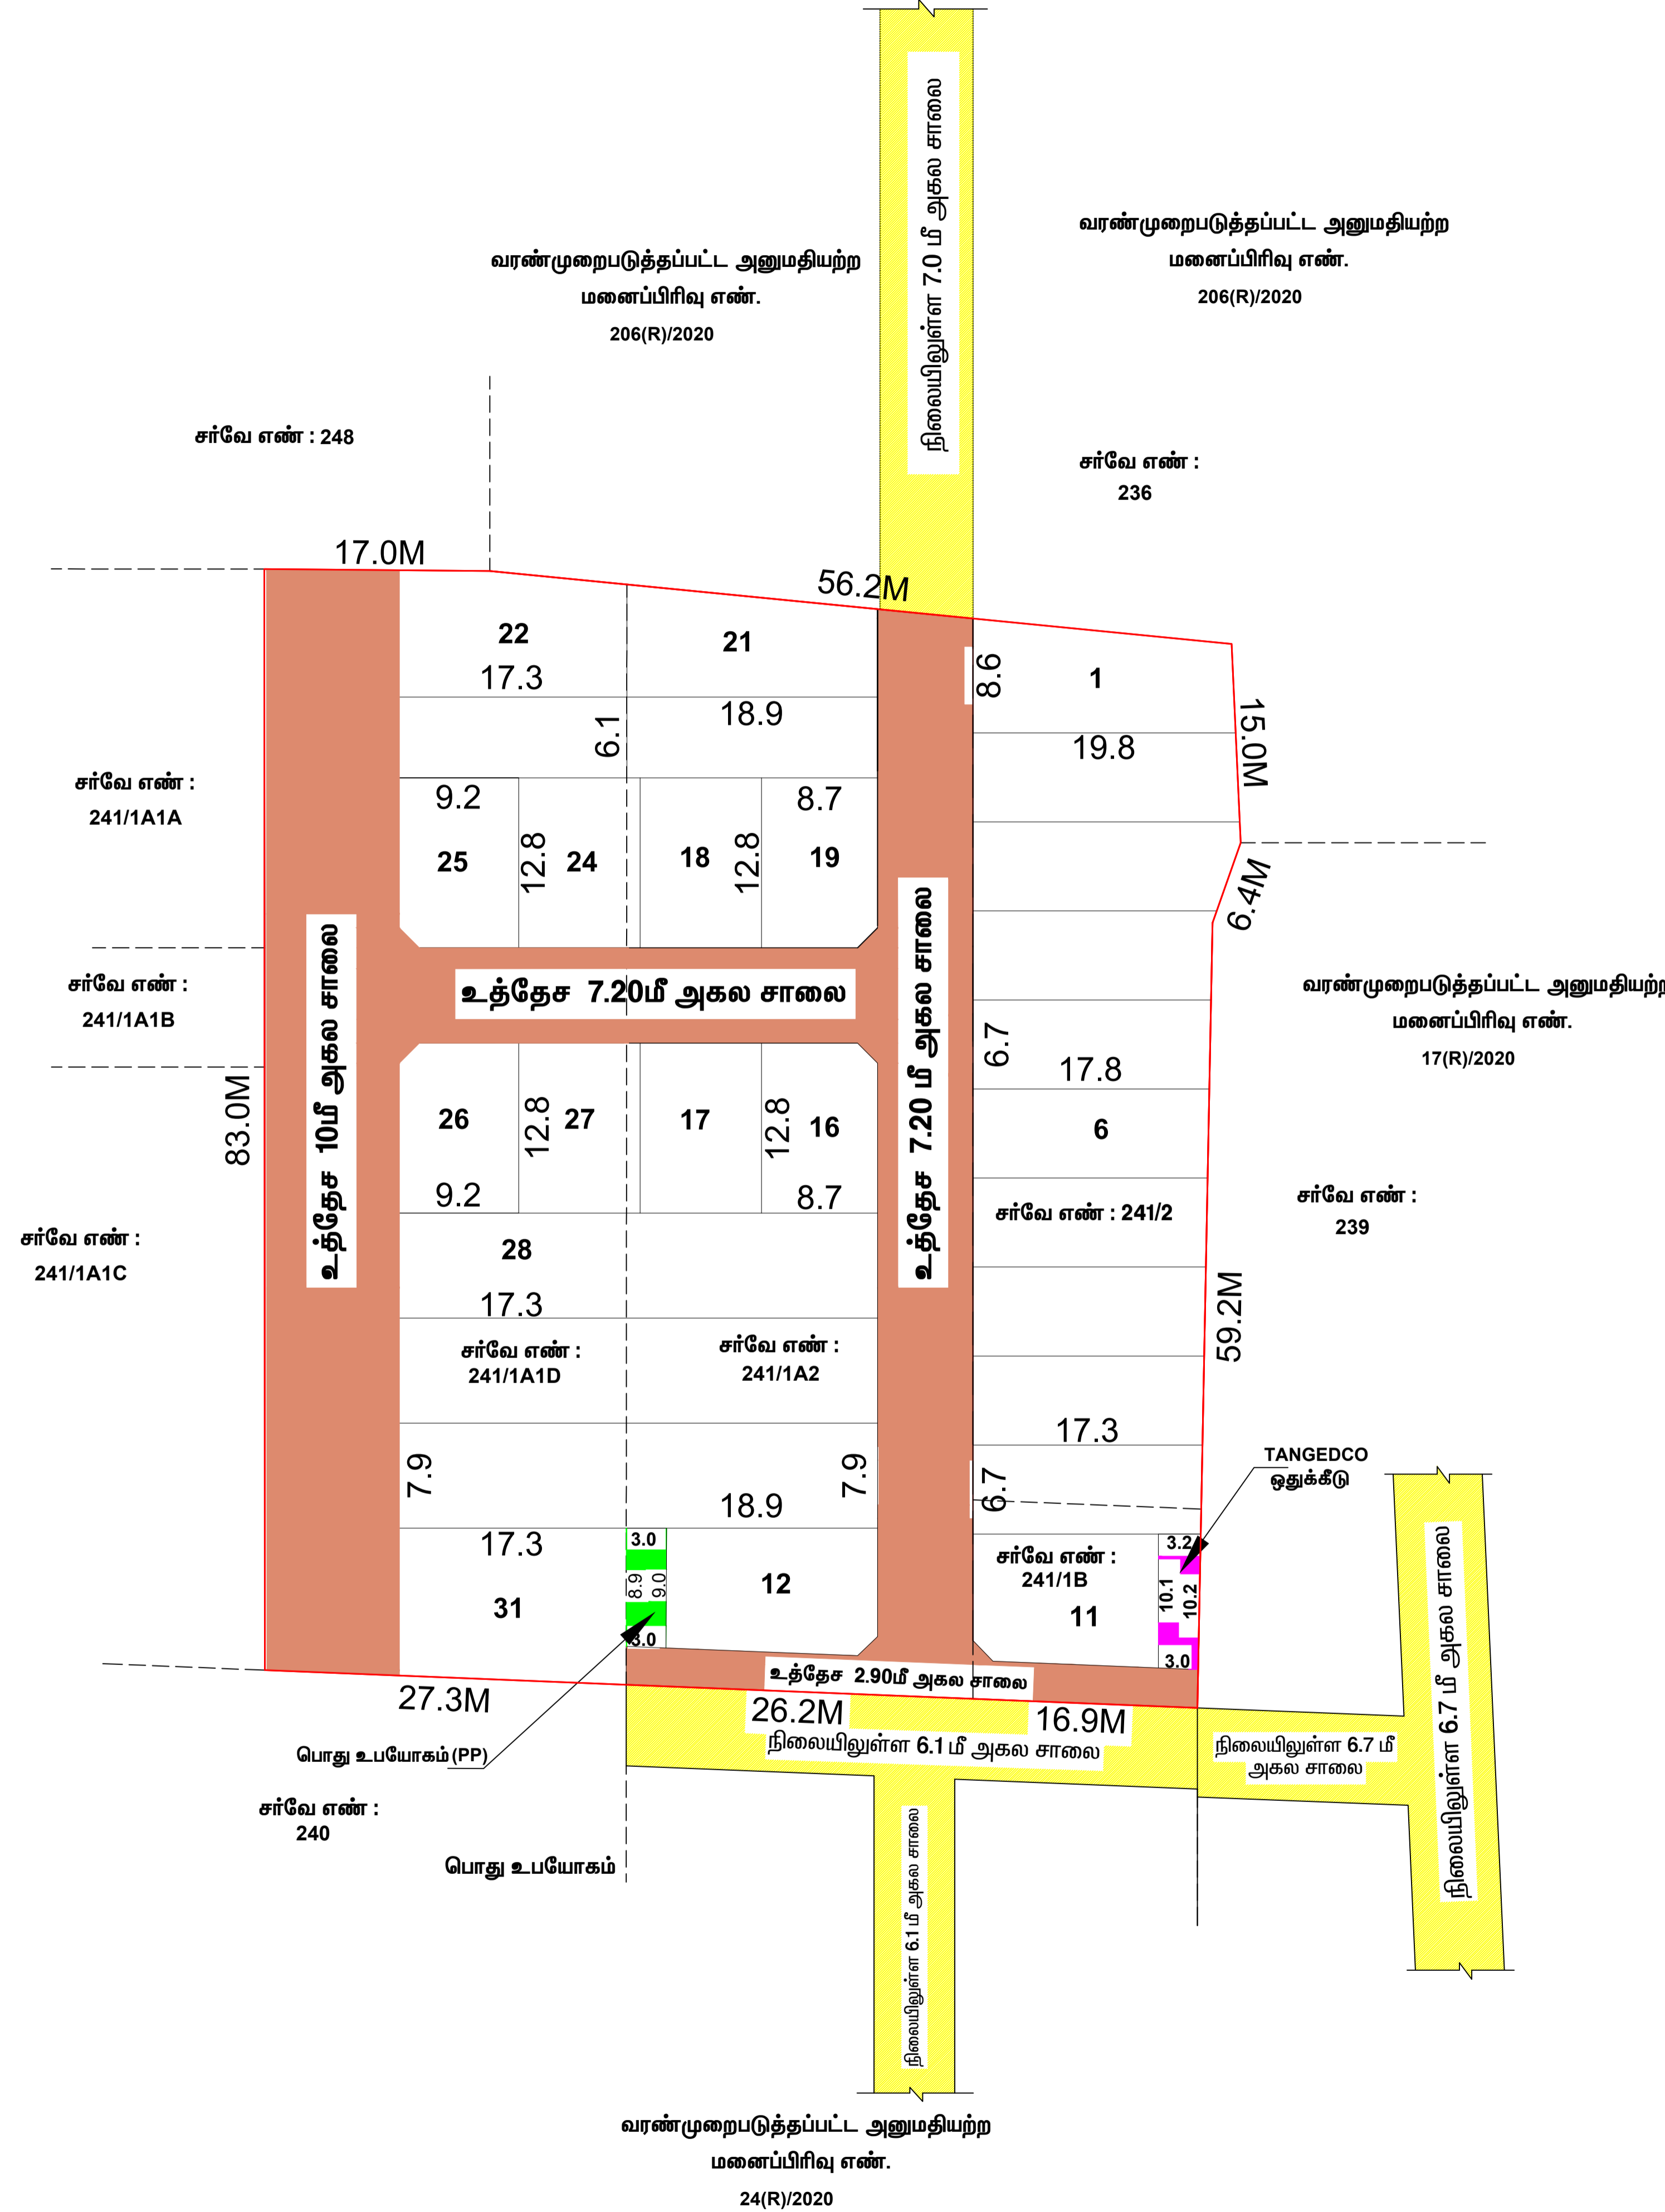 நிலையிலுள்ள 7.0 மீ அகல சாலை
வரண்முறைபடுத்தப்பட்ட அனுமதியற்ற
மனைப்பிரிவு எண்.
206(R)/2020
வரண்முறைபடுத்தப்பட்ட அனுமதியற்ற
மனைப்பிரிவு எண்.
206(R)/2020
சர்வே எண் : 248
சர்வே எண் :
236
17.0M
56.2M
22
17.3
21
18.9
8.6
1
19.8
15.0M
6.1
சர்வே எண் :
241/1A1A
9.2
25
12.8
24
18
12.8
8.7
19
6.4M
உத்தேச 10மீ அகல சாலை
உத்தேச 7.20மீ அகல சாலை
உத்தேச 7.20 மீ அகல சாலை
சர்வே எண் :
241/1A1B
வரண்முறைபடுத்தப்பட்ட அனுமதியற்ற
மனைப்பிரிவு எண்.
17(R)/2020
6.7
17.8
83.0M
26
12.8
27
17
12.8
16
6
9.2
8.7
சர்வே எண் : 241/2
சர்வே எண் :
239
சர்வே எண் :
241/1A1C
28
17.3
59.2M
சர்வே எண் :
241/1A1D
சர்வே எண் :
241/1A2
17.3
7.9
7.9
6.7
18.9
TANGEDCO
ஒதுக்கீடு
17.3
31
3.0
8.9
9.0
3.0
12
சர்வே எண் :
241/1B
11
3.2
10.1
10.2
3.0
உத்தேச 2.90மீ அகல சாலை
27.3M
26.2M
16.9M
நிலையிலுள்ள 6.1 மீ அகல சாலை
நிலையிலுள்ள 6.7 மீ
அகல சாலை
நிலையிலுள்ள 6.7 மீ அகல சாலை
பொது உபயோகம் (PP)
சர்வே எண் :
240
பொது உபயோகம்
நிலையிலுள்ள 6.1 மீ அகல சாலை
வரண்முறைபடுத்தப்பட்ட அனுமதியற்ற
மனைப்பிரிவு எண்.
24(R)/2020